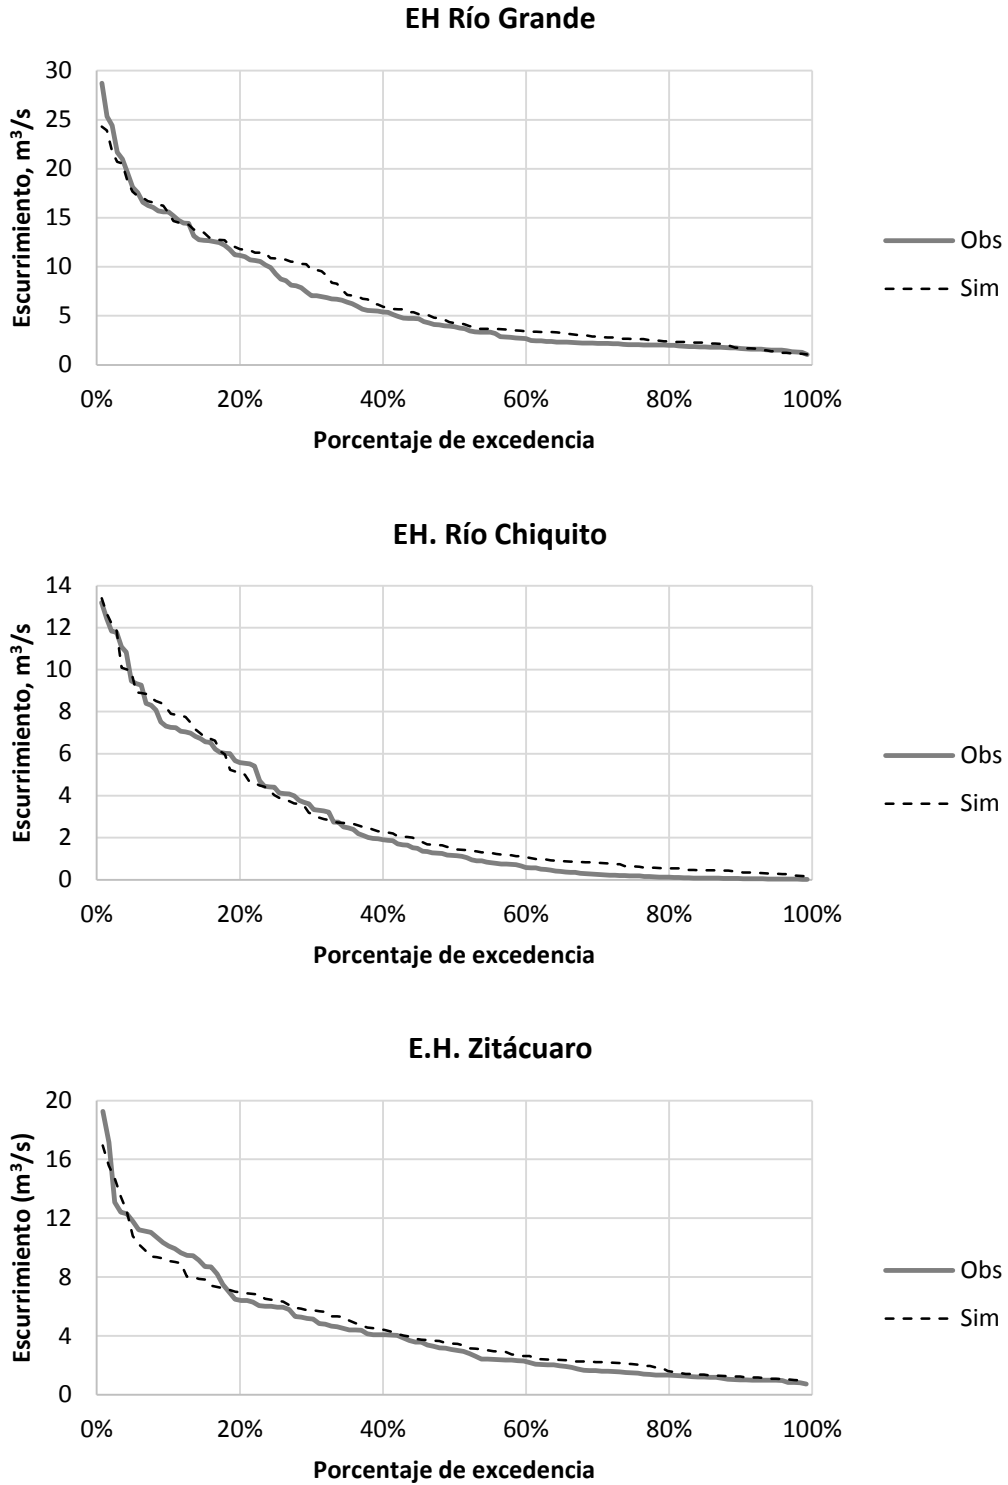 EH Río Grande
Escurrimiento, m³/s
30
25
20
15
10
5
0
0% 20% 40% 60% 80% 100%
Porcentaje de excedencia
Obs
Sim
EH. Río Chiquito
Escurrimiento, m³/s
14
12
10
8
6
4
2
0
0% 20% 40% 60% 80% 100%
Porcentaje de excedencia
Obs
Sim
E.H. Zitácuaro
Escurrimiento (m³/s)
20
16
12
8
4
0
0% 20% 40% 60% 80% 100%
Porcentaje de excedencia
Obs
Sim